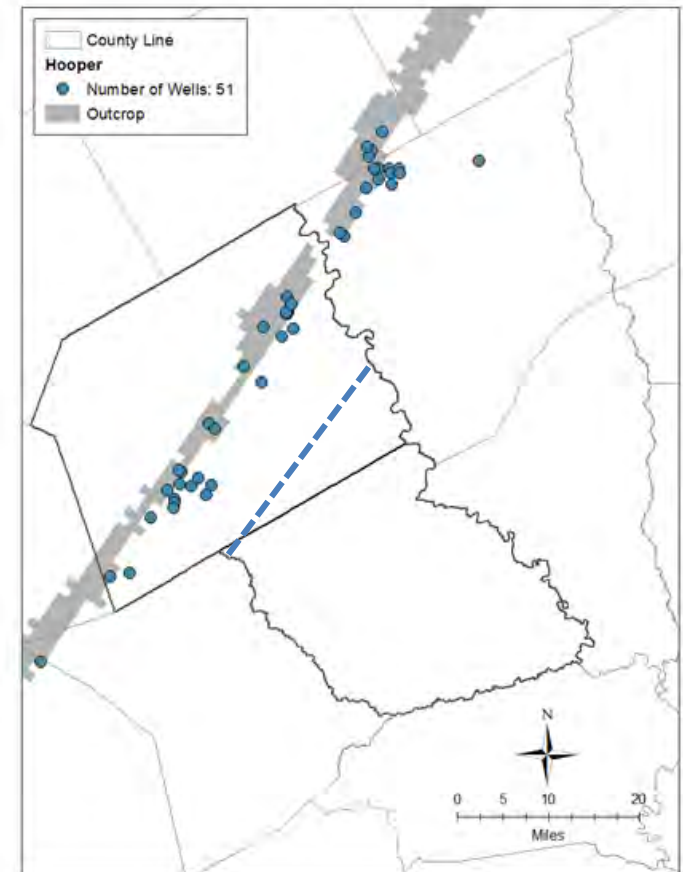 County Line
Hooper
Number of Wells: 51
Outcrop
N
0 5 10 20
Miles